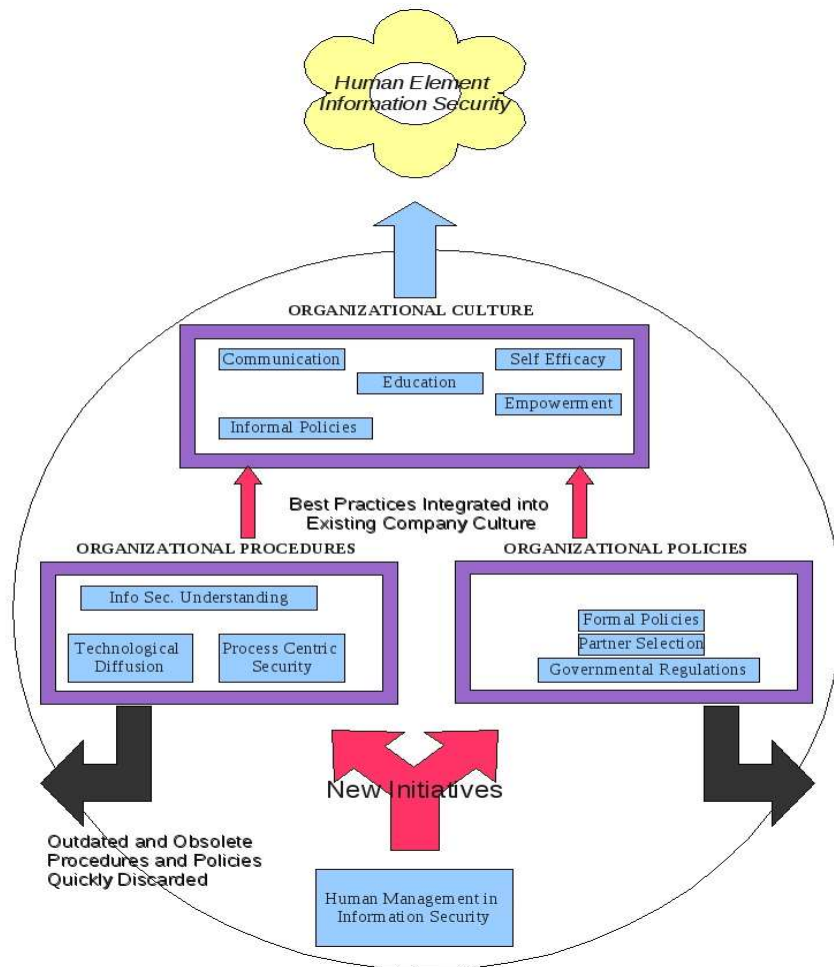 Human Element
Information Security
ORGANIZATIONAL CULTURE
Communication
Self Efficacy
Education
Empowerment
Informal Policies
Best Practices Integrated into
Existing Company Culture
ORGANIZATIONAL PROCEDURES
ORGANIZATIONAL POLICIES
Info Sec. Understanding
Technological
Diffusion
Process Centric
Security
Formal Policies
Partner Selection
Governmental Regulations
New Initiatives
Outdated and Obsolete
Procedures and Policies
Quickly Discarded
Human Management in
Information Security